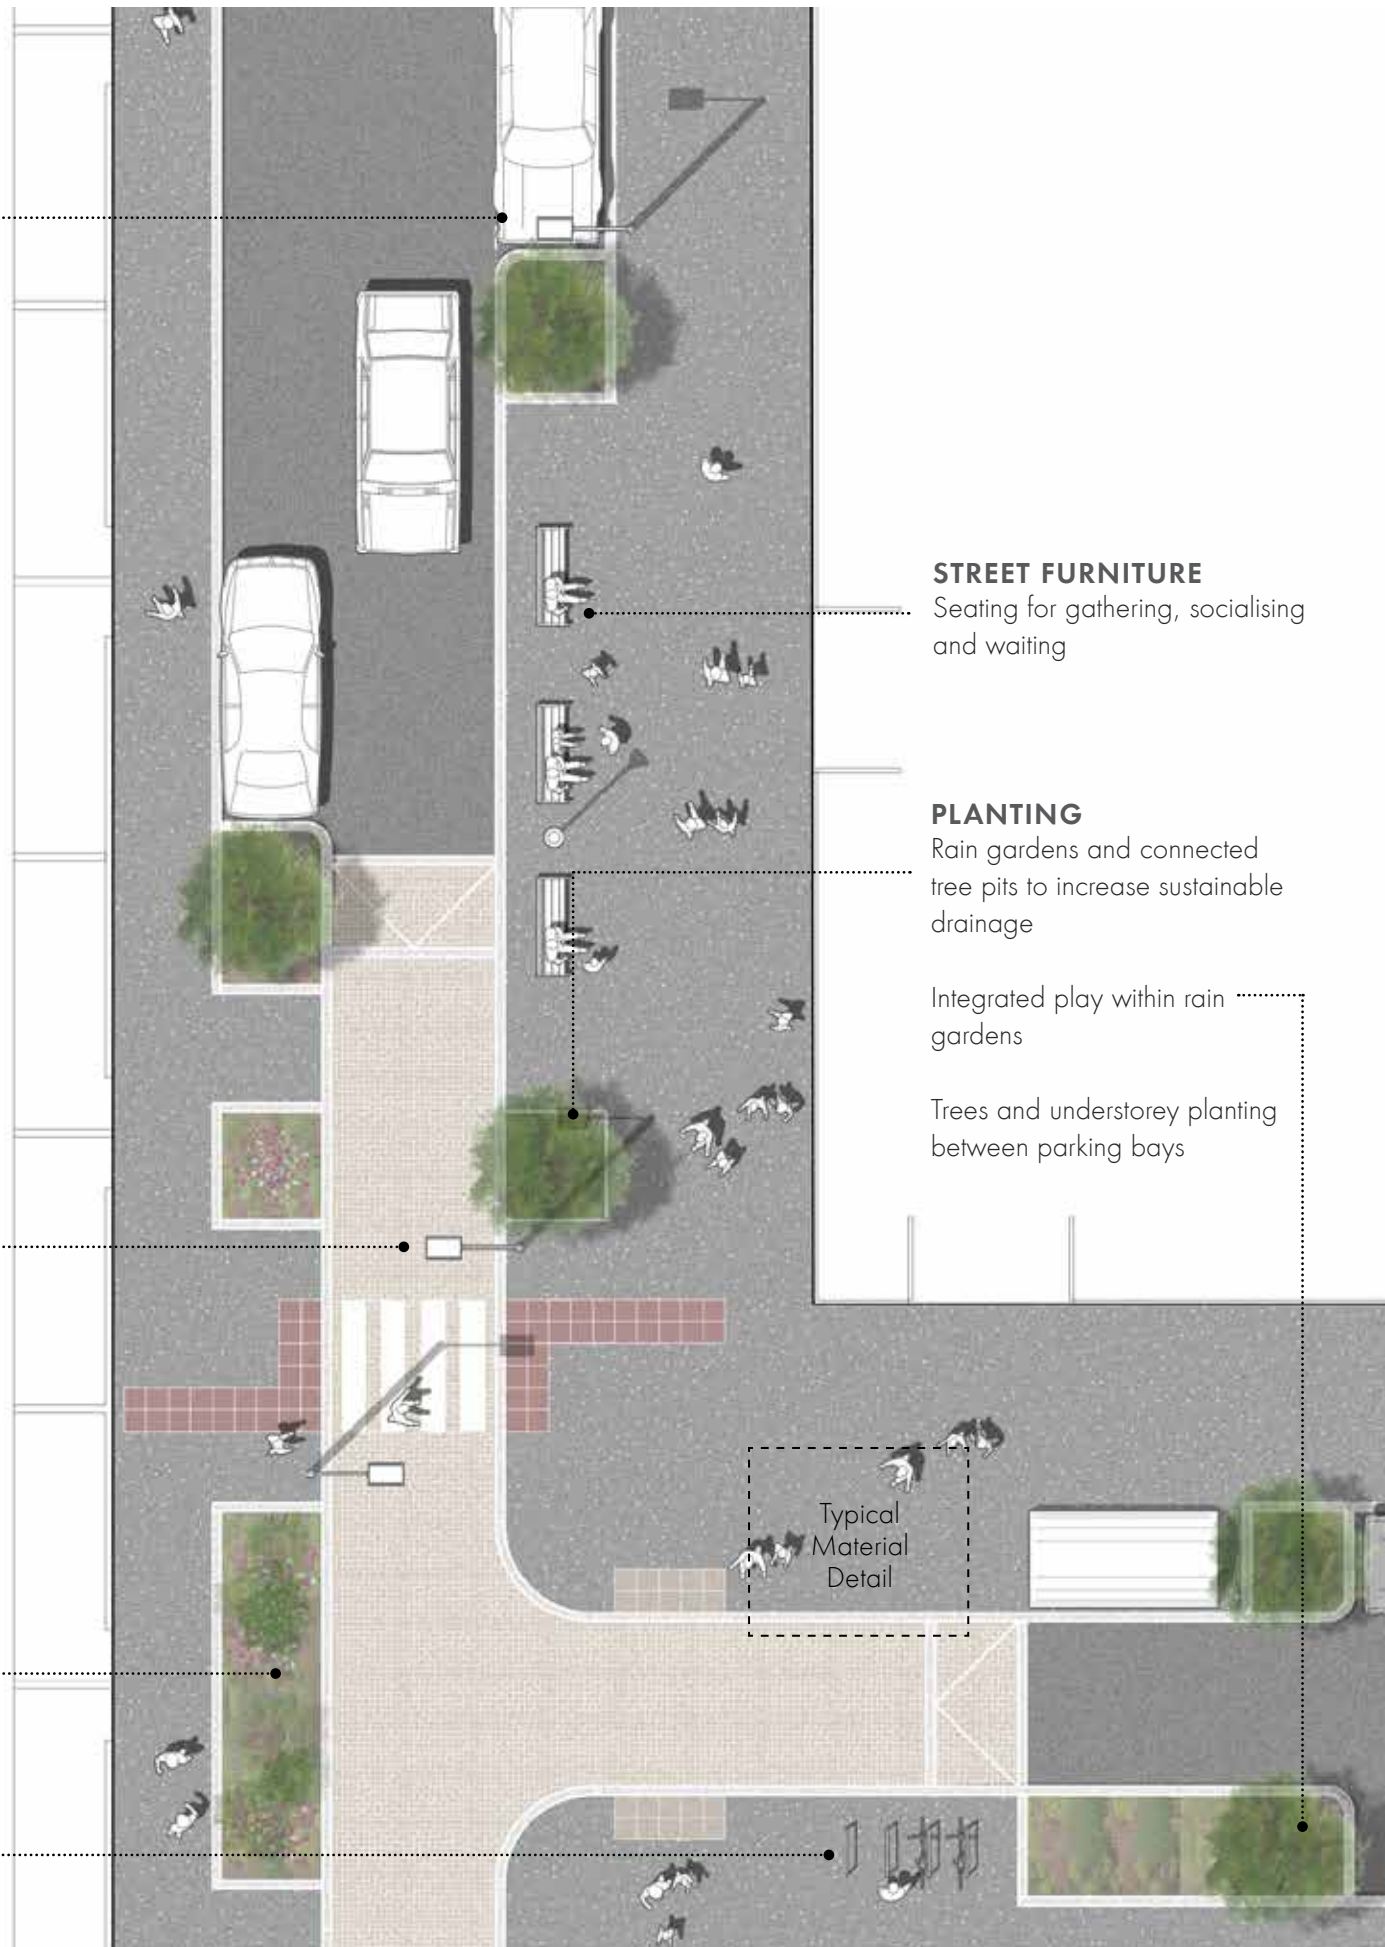 STREET FURNITURE
Seating for gathering, socialising
and waiting
PLANTING
Rain gardens and connected
tree pits to increase sustainable
drainage
Integrated play within rain
gardens
Trees and understorey planting
between parking bays
Typical
Material
Detail